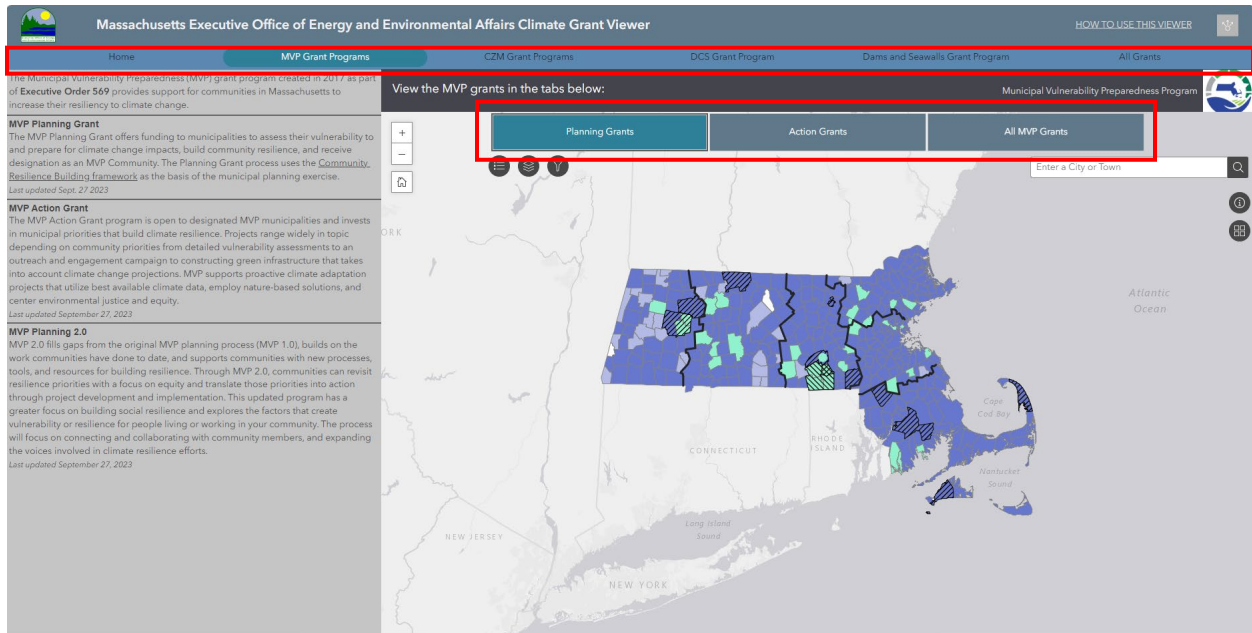 Massachusetts Executive Office of Energy and Environmental Affairs Climate Grant Viewer
HOW TO USE THIS VIEWER
Home
MVP Grant Programs
CZM Grant Programs
DCS Grant Program
Dams and Seawalls Grant Program
All Grants
The Municipal Vulnerability Preparedness (MVP) grant program created in 2017 as part
of Executive Order 569 provides support for communities in Massachusetts to
increase their resiliency to climate change.
MVP Planning Grant
The MVP Planning Grant offers funding to municipalities to assess their vulnerability to
and prepare for climate change impacts, build community resilience, and receive
designation as an MVP Community. The Planning Grant process uses the Community
Resilience Building framework as the basis of the municipal planning exercise.
Last updated Sept. 27 2023
MVP Action Grant
The MVP Action Grant program is open to designated MVP municipalities and invests
in municipal priorities that build climate resilience. Projects range widely in topic
depending on community priorities from detailed vulnerability assessments to an
outreach and engagement campaign to constructing green infrastructure that takes
into account climate change projections. MVP supports proactive climate adaptation
projects that utilize best available climate data, employ nature-based solutions, and
center environmental justice and equity.
Last updated September 27, 2023
MVP Planning 2.0
MVP 2.0 fills gaps from the original MVP planning process (MVP 1.0), builds on the
work communities have done to date, and supports communities with new processes,
tools, and resources for building resilience. Through MVP 2.0, communities can revisit
resilience priorities with a focus on equity and translate those priorities into action
through project development and implementation. This updated program has a
greater focus on building social resilience and explores the factors that create
vulnerability or resilience for people living or working in your community. The process
will focus on connecting and collaborating with community members, and expanding
the voices involved in climate resilience efforts.
Last updated September 27, 2023
View the MVP grants in the tabs below:
Municipal Vulnerability Preparedness Program
Planning Grants
Action Grants
All MVP Grants
Enter a City or Town
ORK
Atlantic
Ocean
Cape
Cod Bay
RHODE
ISLAND
CONNECTICUT
Nantucket
Sound
Long Island
Sound
NEW JERSEY
NEW YORK